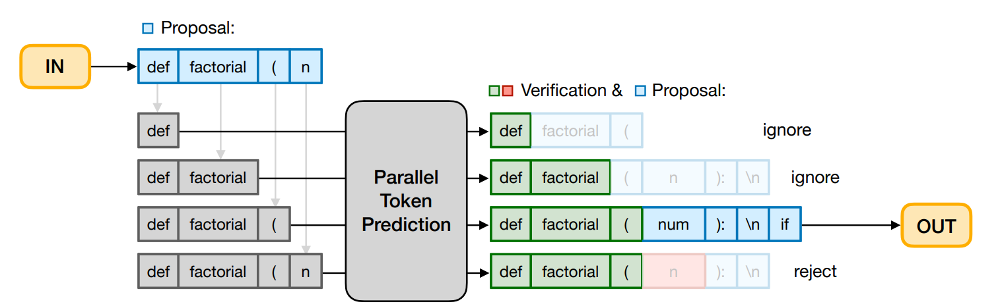 Proposal:
IN def factorial ( n
Verification & Proposal:
def def factorial ( ignore
def factorial def factorial ( n ): \n ignore
Parallel
Token
Prediction
def factorial ( def factorial ( num ): \n if OUT
def factorial ( n def factorial ( n ): \n reject